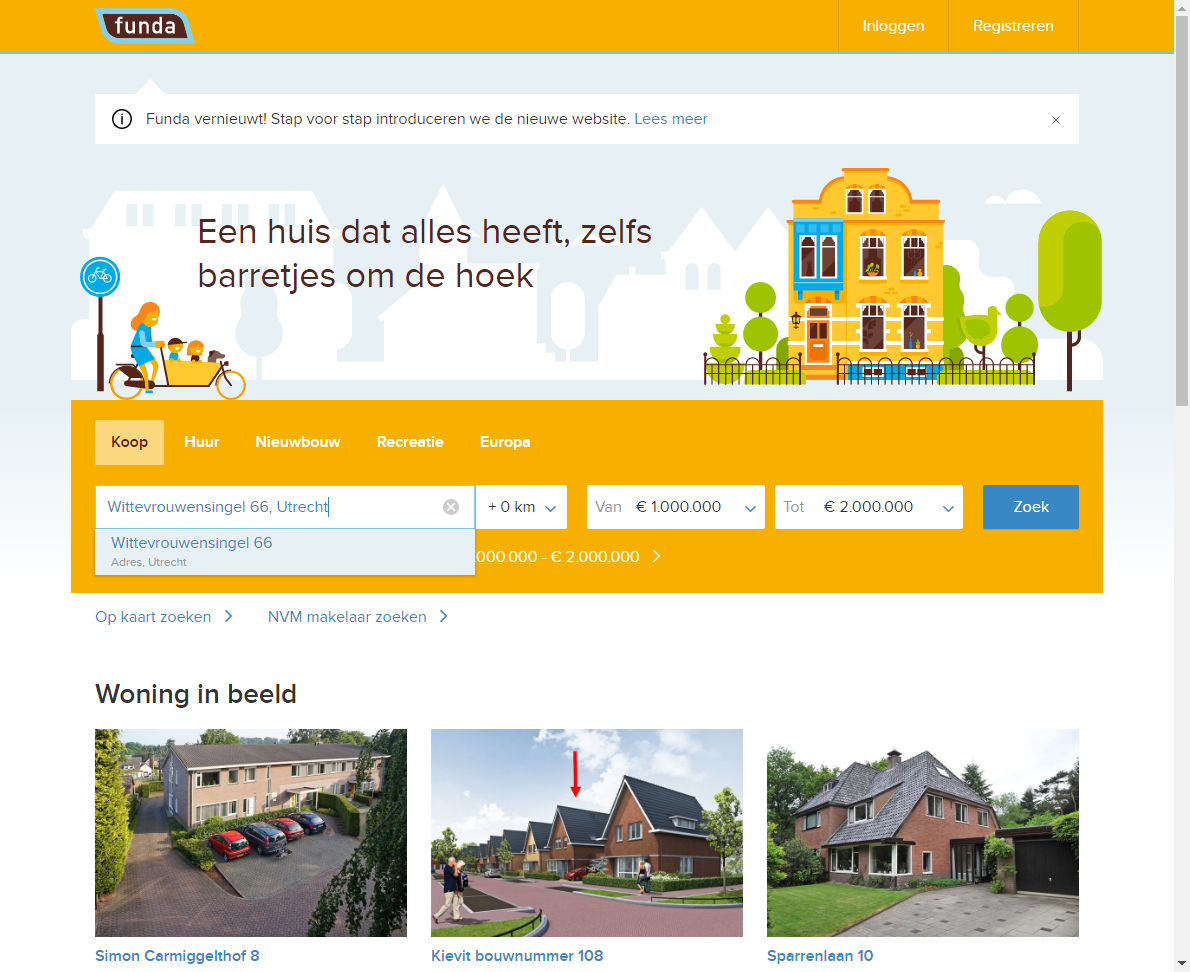 funda
Inloggen
Registreren
Funda vernieuwt! Stap voor stap introduceren we de nieuwe website. Lees meer
Een huis dat alles heeft, zelfs
barretjes om de hoek
Koop
Huur
Nieuwbouw
Recreatie
Europa
Wittevrouwensingel 66, Utrecht
+ 0 km
Van € 1.000.000
Tot € 2.000.000
Zoek
Wittevrouwensingel 66
Adres, Utrecht
000.000 - € 2.000.000
Op kaart zoeken
NVM makelaar zoeken
Woning in beeld
Simon Carmiggelthof 8
Kievit bouwnummer 108
Sparrenlaan 10